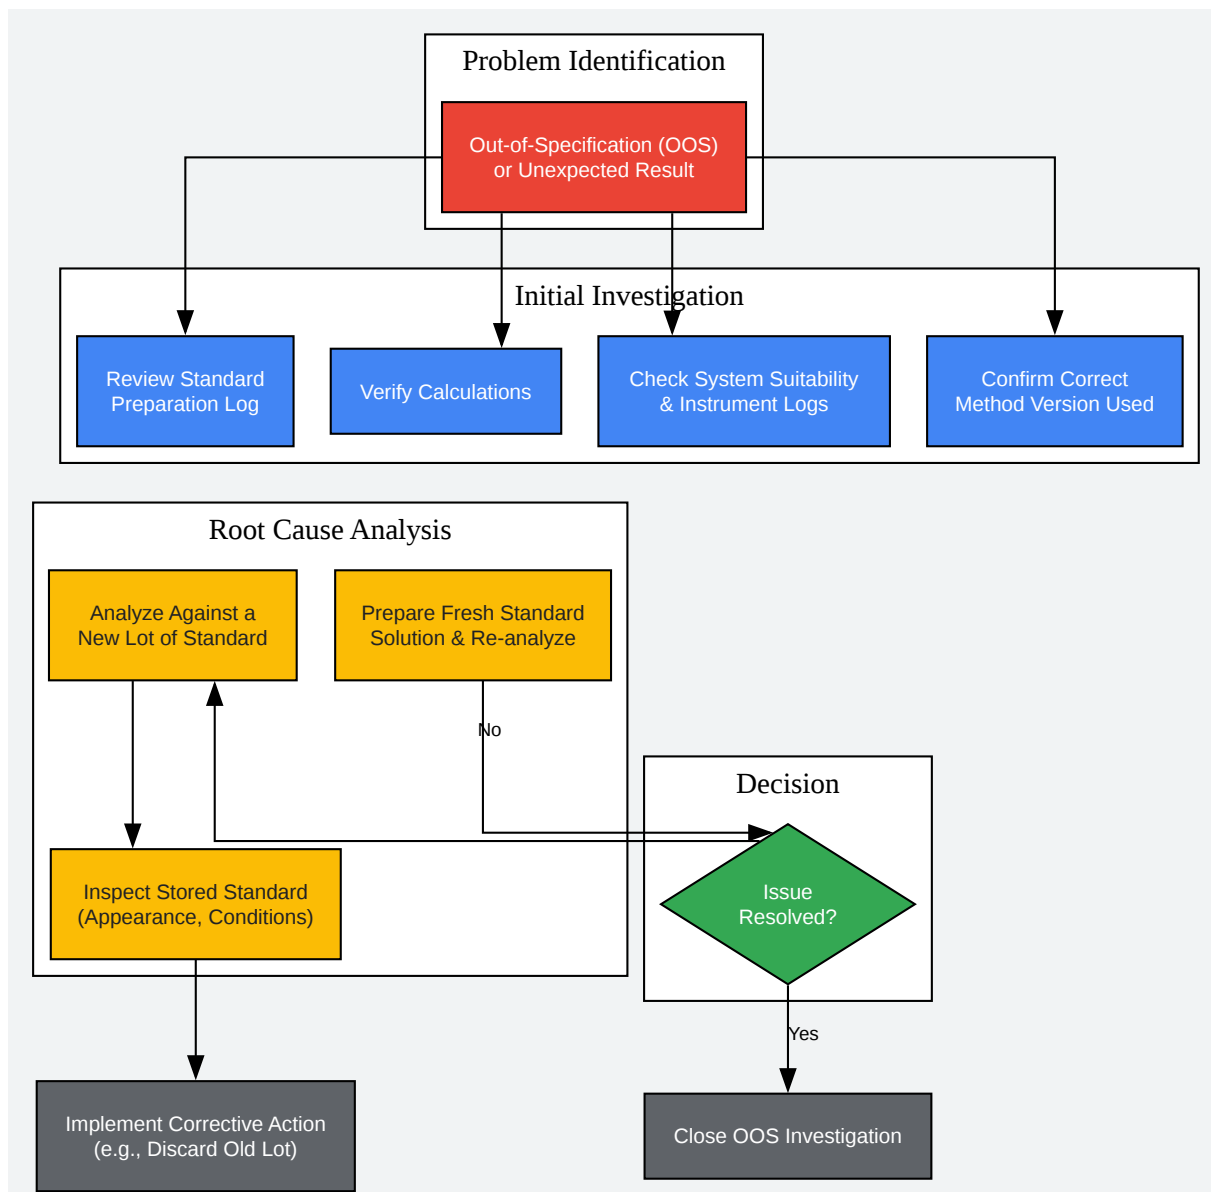 Problem Identification
Out-of-Specification (OOS)
or Unexpected Result
Initial Investigation
Review Standard
Preparation Log
Verify Calculations
Check System Suitability
& Instrument Logs
Confirm Correct
Method Version Used
Root Cause Analysis
Analyze Against a
New Lot of Standard
Prepare Fresh Standard
Solution & Re-analyze
No
Decision
Issue
Resolved?
Inspect Stored Standard
(Appearance, Conditions)
Yes
Implement Corrective Action
(e.g., Discard Old Lot)
Close OOS Investigation